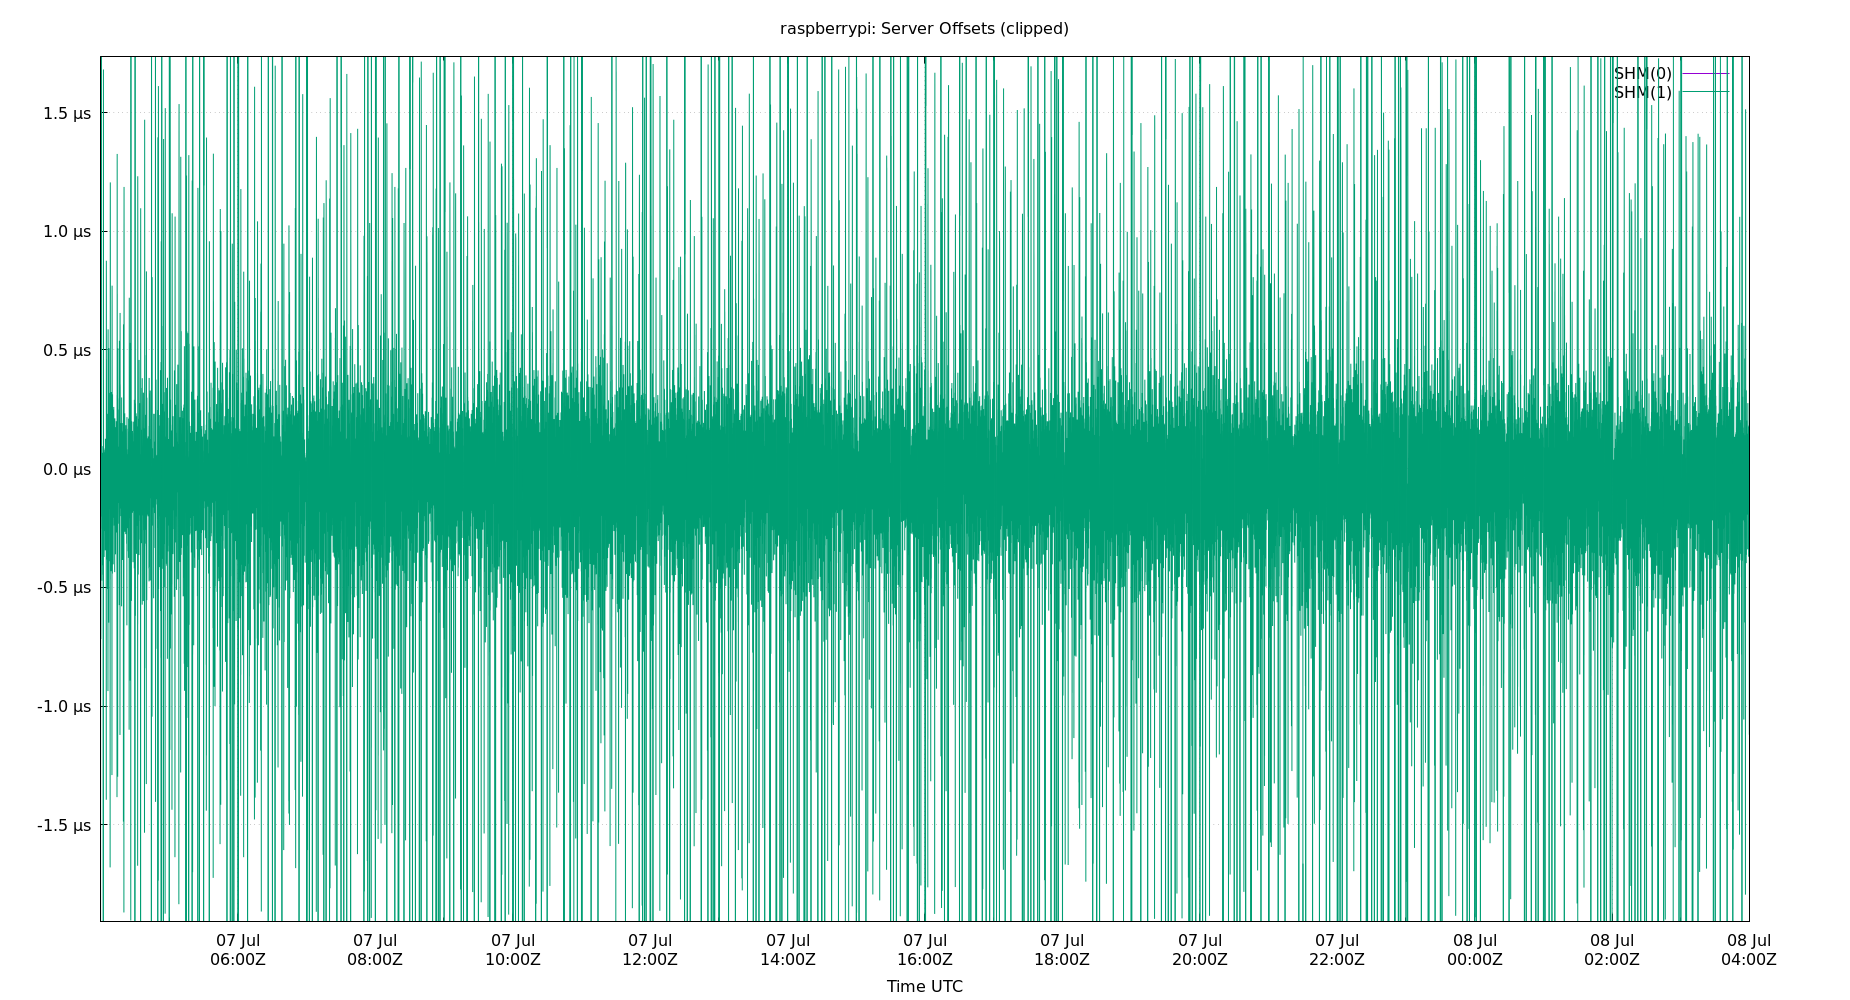 raspberrypi: Server Offsets (clipped)
SHM(0)
SHM(1)
1.5 µs
1.0 µs
0.5 µs
0.0 µs
-0.5 µs
-1.0 µs
-1.5 µs
07 Jul 07 Jul 07 Jul 07 Jul 07 Jul 07 Jul 07 Jul 07 Jul 07 Jul 08 Jul 08 Jul 08 Jul
06:00Z 08:00Z 10:00Z 12:00Z 14:00Z 16:00Z 18:00Z 20:00Z 22:00Z 00:00Z 02:00Z 04:00Z
Time UTC